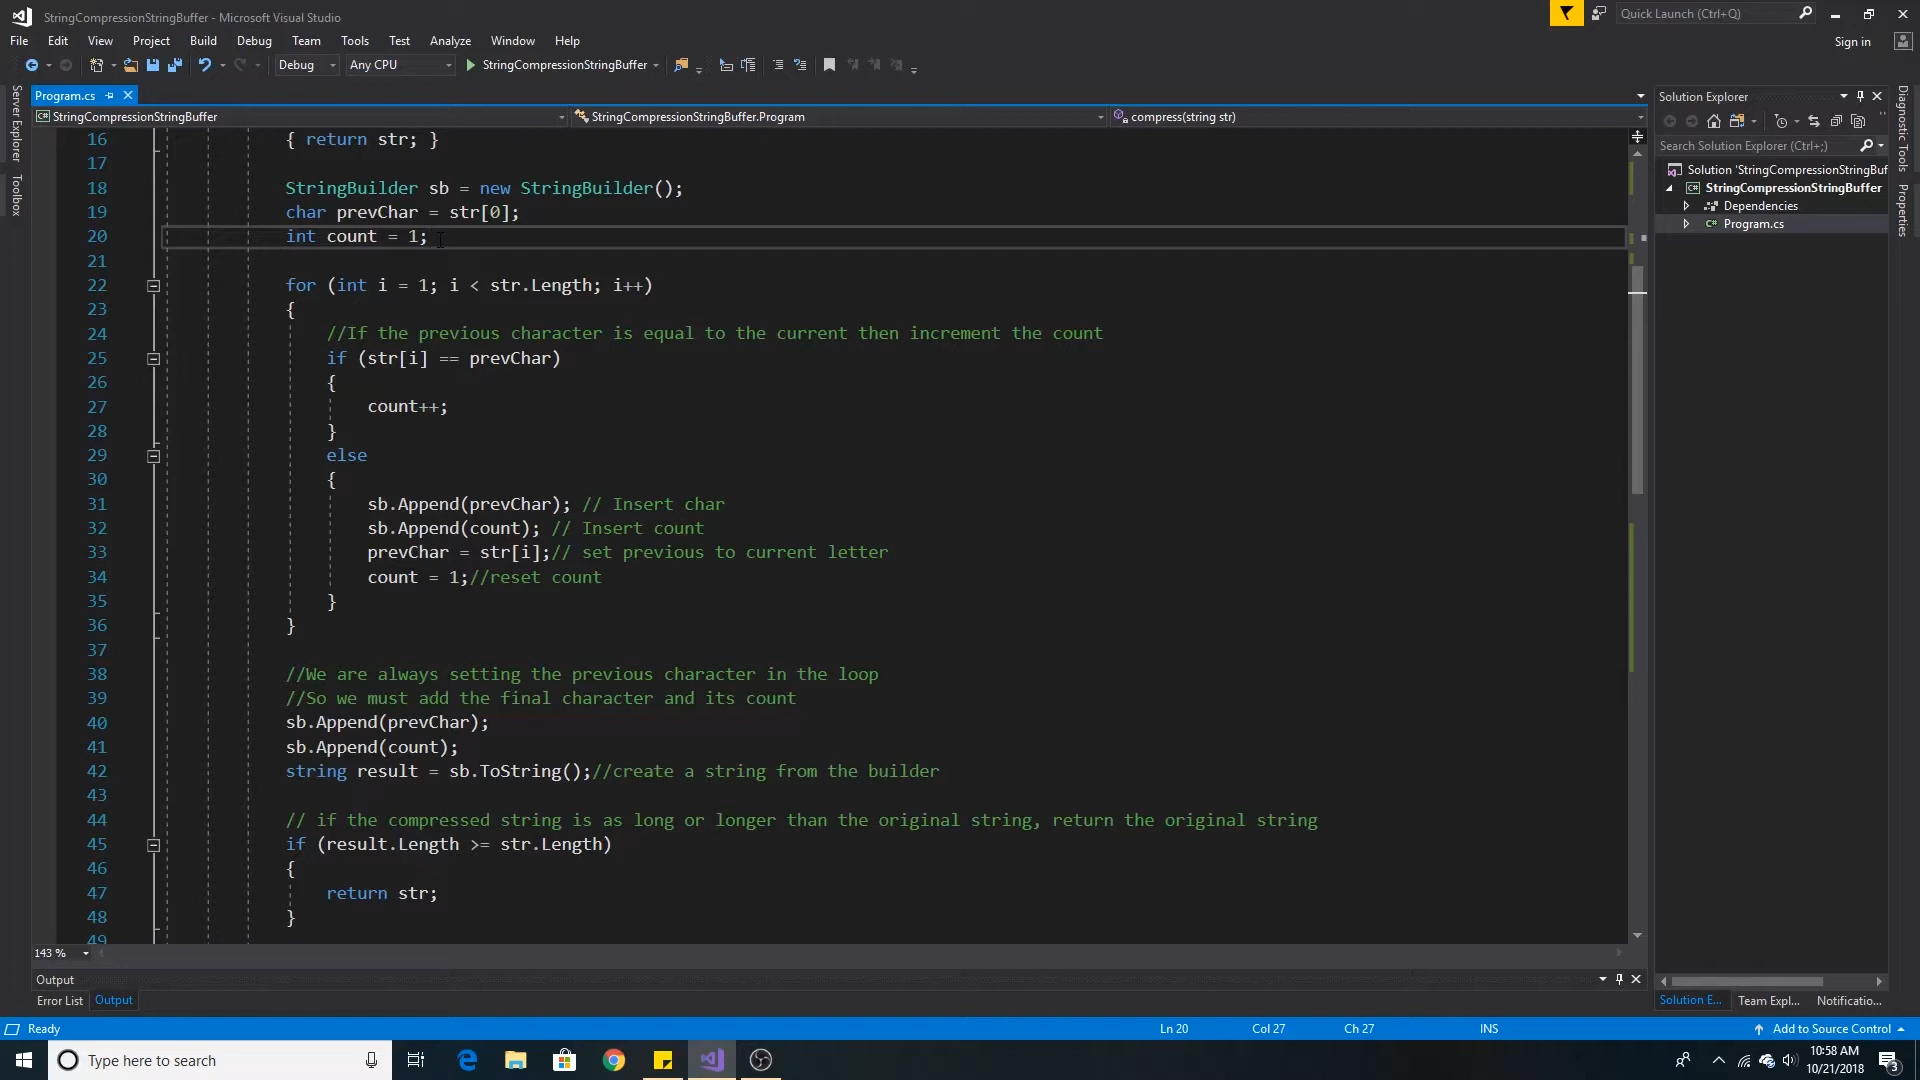 StringCompressionStringBuffer - Microsoft Visual Studio
Quick Launch (Ctrl+Q)
File Edit View Project Build Debug Team Tools Test Analyze Window Help
Sign in
Debug Any CPU StringCompressionStringBuffer
Server Explorer
Toolbox
Program.cs
StringCompressionStringBuffer StringCompressionStringBuffer.Program compress(string str)
16 { return str; }
17
18 StringBuilder sb = new StringBuilder();
19 char prevChar = str[0];
20 int count = 1;
21
22 for (int i = 1; i < str.Length; i++)
23 {
24 //If the previous character is equal to the current then increment the count
25 if (str[i] == prevChar)
26 {
27 count++;
28 }
29 else
30 {
31 sb.Append(prevChar); // Insert char
32 sb.Append(count); // Insert count
33 prevChar = str[i];// set previous to current letter
34 count = 1;//reset count
35 }
36 }
37
38 //We are always setting the previous character in the loop
39 //So we must add the final character and its count
40 sb.Append(prevChar);
41 sb.Append(count);
42 string result = sb.ToString();//create a string from the builder
43
44 // if the compressed string is as long or longer than the original string, return the original string
45 if (result.Length >= str.Length)
46 {
47 return str;
48 }
49
143 %
Output
Error List Output
Solution Explorer
Search Solution Explorer (Ctrl+;)
Solution 'StringCompressionStringBuf
StringCompressionStringBuffer
Dependencies
Program.cs
Solution E... Team Expl... Notificatio...
Diagnostic Tools
Properties
Ready Ln 20 Col 27 Ch 27 INS Add to Source Control
Type here to search
10:58 AM
10/21/2018
3